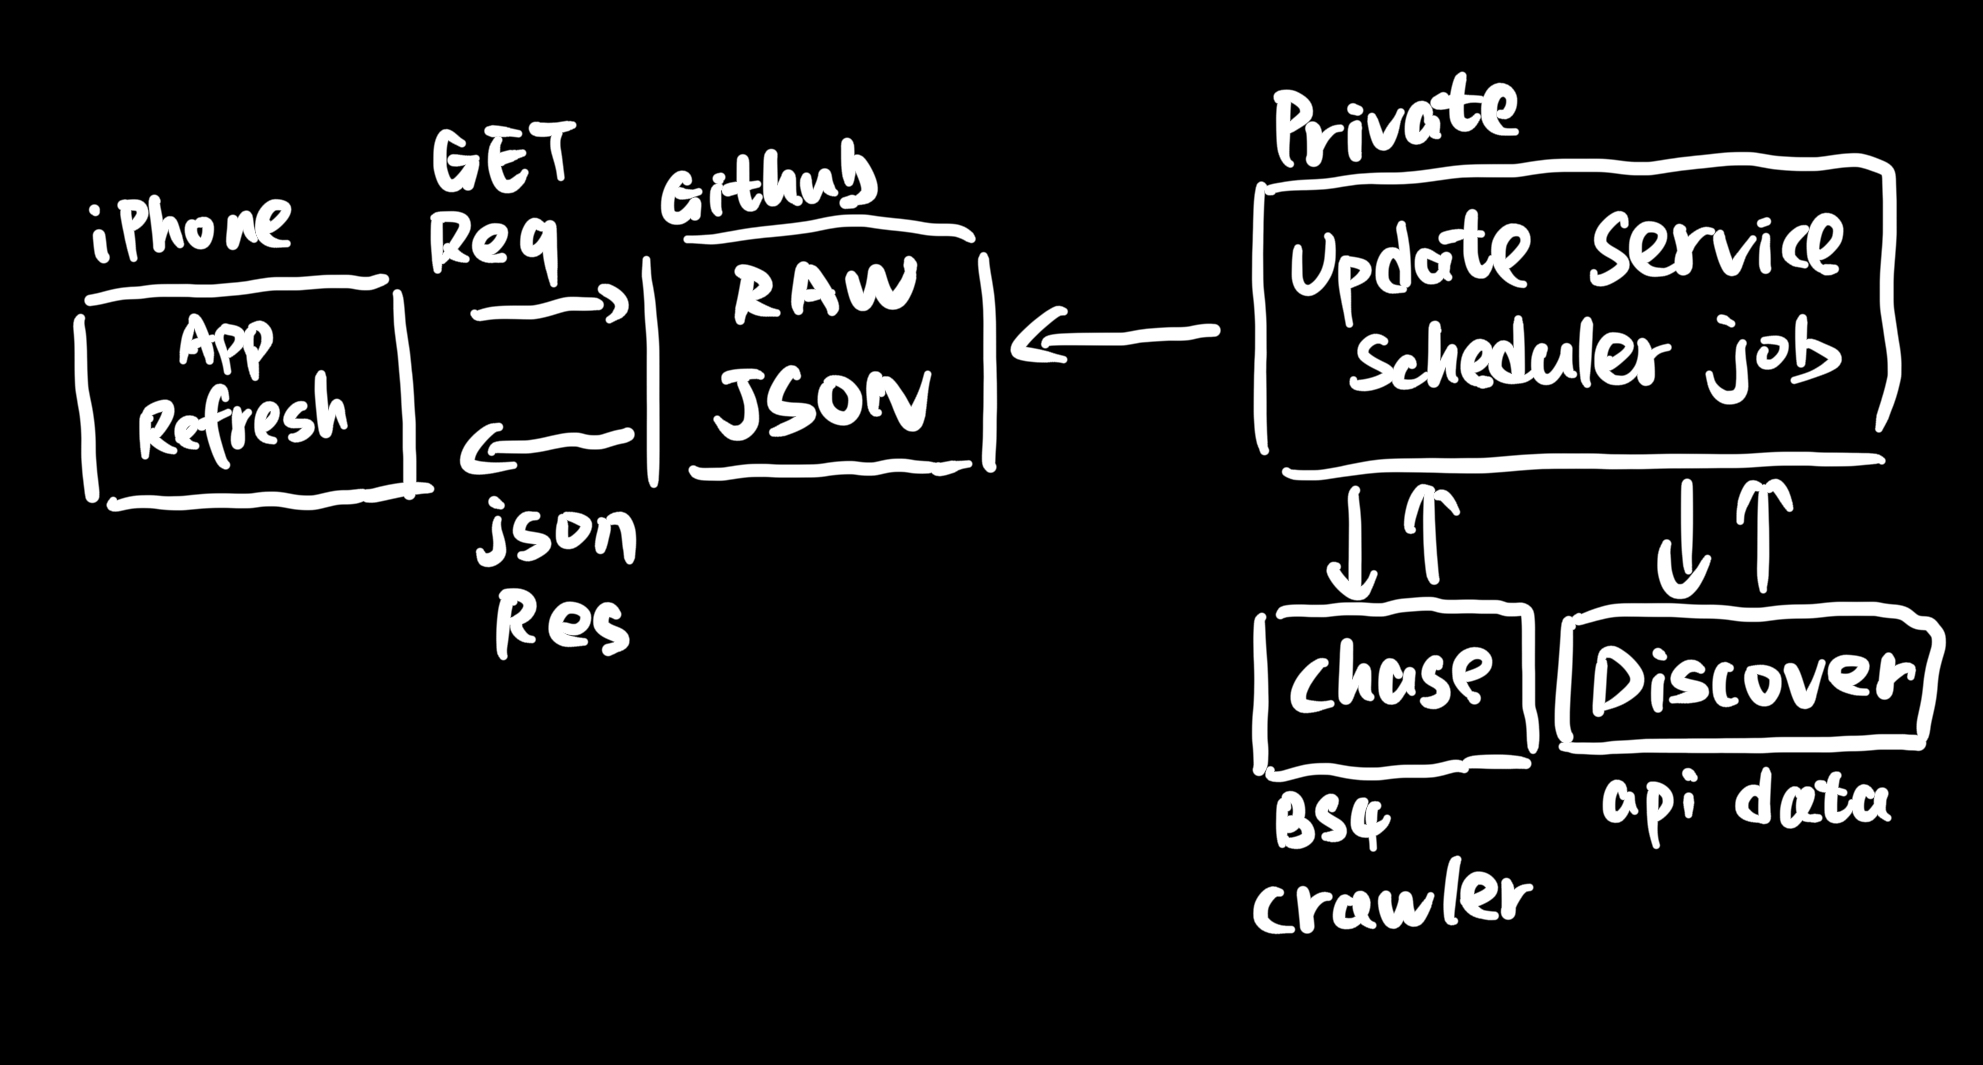 iPhone
App
Refresh
GET
Req
json
Res
Github
RAW
JSON
Private
Update Service
Scheduler job
Chase
BS4
crawler
Discover
api data